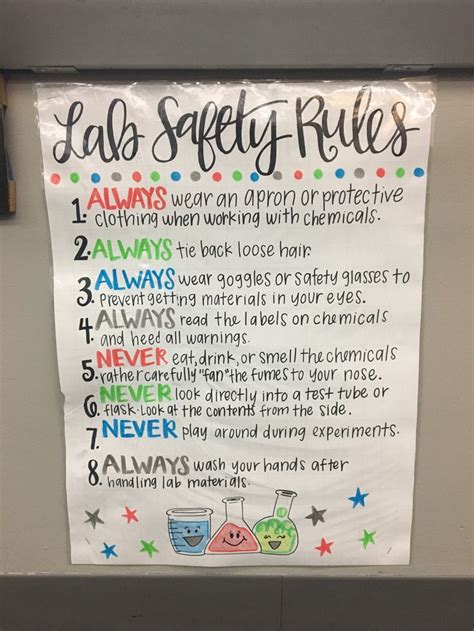 Lab Safety Rules
1. ALWAYS wear an apron or protective
clothing when working with chemicals.
2. ALWAYS tie back loose hair.
3. ALWAYS wear goggles or safety glasses to
prevent getting materials in your eyes.
4. ALWAYS read the labels on chemicals
and heed all warnings.
5. NEVER eat, drink, or smell the chemicals
rather carefully "fan" the fumes to your nose.
6. NEVER look directly into a test tube or
flask. Look at the contents from the side.
7. NEVER play around during experiments.
8. ALWAYS wash your hands after
handling lab materials.